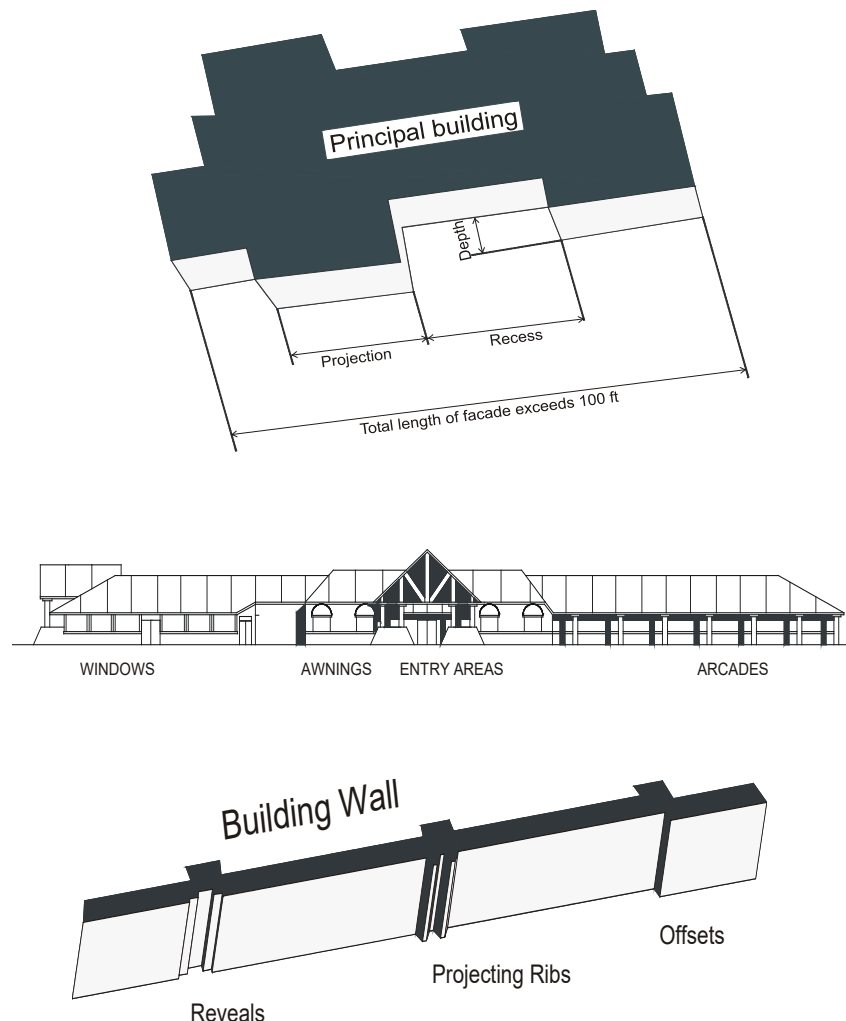 Principal building
Depth
Projection
Recess
Total length of facade exceeds 100 ft
WINDOWS
AWNINGS
ENTRY AREAS
ARCADES
Building Wall
Offsets
Projecting Ribs
Reveals